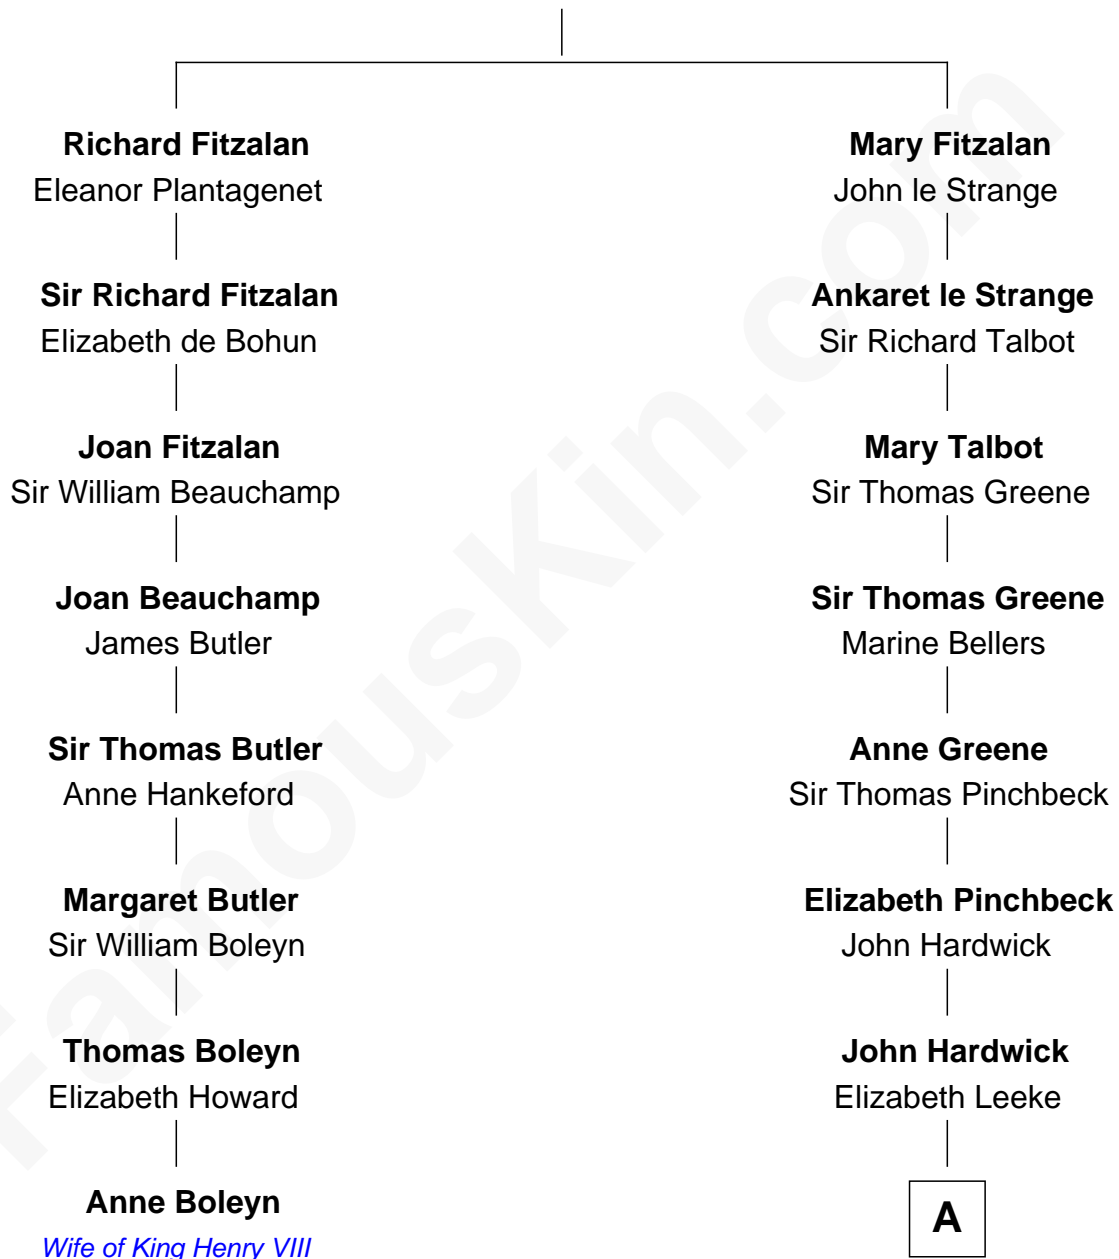 Richard Fitzalan
Eleanor Plantagenet
Sir Richard Fitzalan
Elizabeth de Bohun
Joan Fitzalan
Sir William Beauchamp
Joan Beauchamp
James Butler
Sir Thomas Butler
Anne Hankeford
Margaret Butler
Sir William Boleyn
Thomas Boleyn
Elizabeth Howard
Anne Boleyn
Wife of King Henry VIII
Mary Fitzalan
John le Strange
Ankaret le Strange
Sir Richard Talbot
Mary Talbot
Sir Thomas Greene
Sir Thomas Greene
Marine Bellers
Anne Greene
Sir Thomas Pinchbeck
Elizabeth Pinchbeck
John Hardwick
John Hardwick
Elizabeth Leeke
A
FamousKin.com